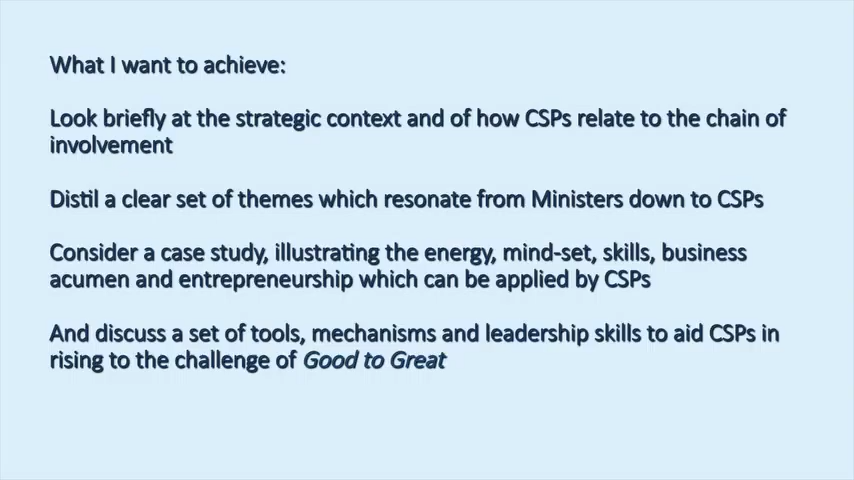 What I want to achieve:
Look briefly at the strategic context and of how CSPs relate to the chain of
involvement
Distil a clear set of themes which resonate from Ministers down to CSPs
Consider a case study, illustrating the energy, mind-set, skills, business
acumen and entrepreneurship which can be applied by CSPs
And discuss a set of tools, mechanisms and leadership skills to aid CSPs in
rising to the challenge of Good to Great